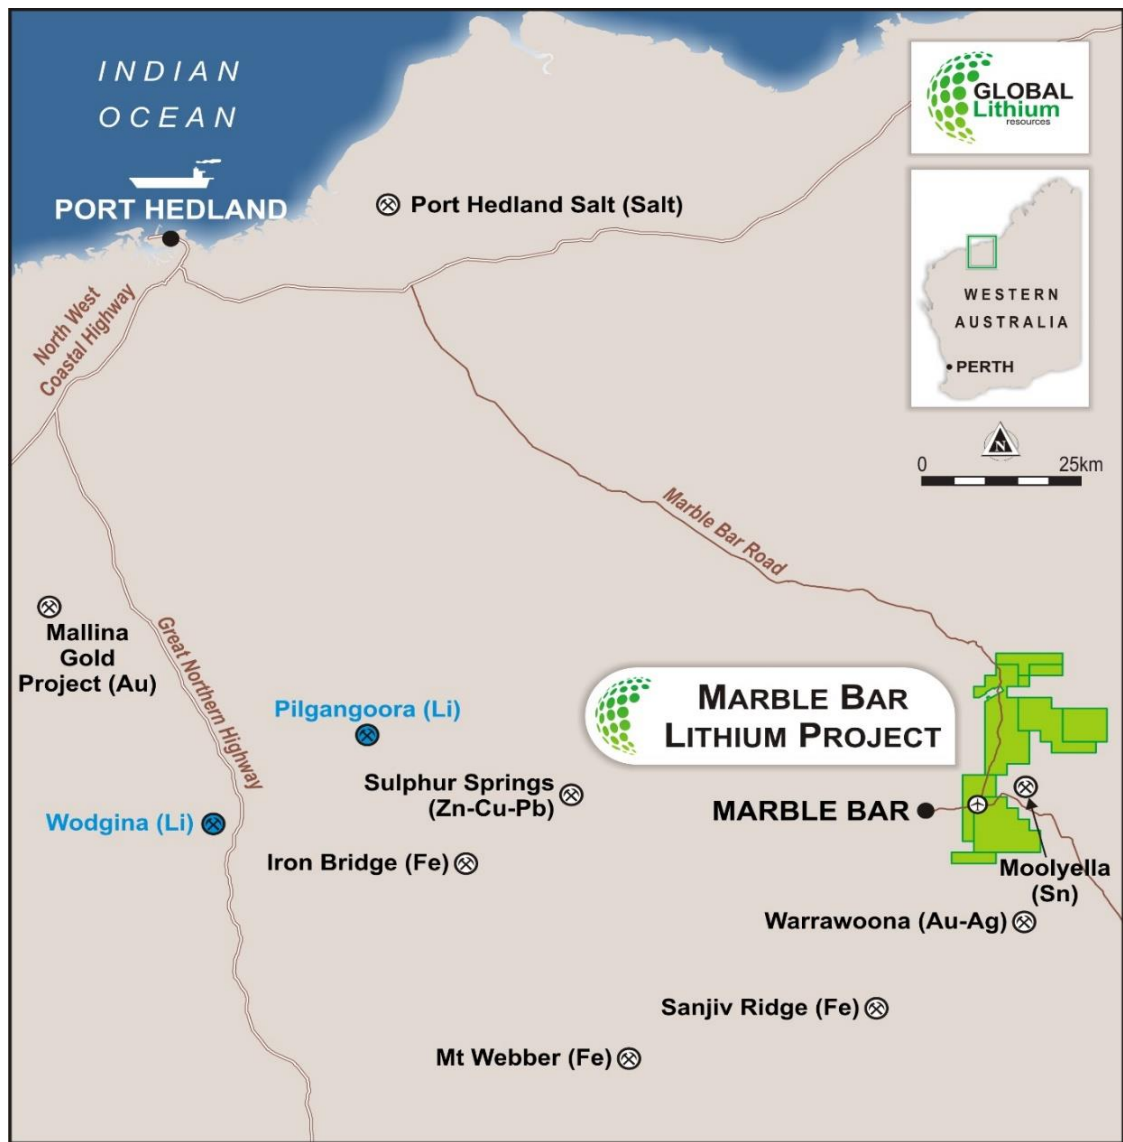 INDIAN
OCEAN
PORT HEDLAND
Port Hedland Salt (Salt)
GLOBAL
Lithium
resources
WESTERN
AUSTRALIA
PERTH
N
0 25km
North West
Coastal Highway
Marble Bar Road
Great Northern Highway
Mallina
Gold
Project (Au)
Pilgangoora (Li)
MARBLE BAR
LITHIUM PROJECT
Sulphur Springs
(Zn-Cu-Pb)
MARBLE BAR
Wodgina (Li)
Iron Bridge (Fe)
Moolyella
(Sn)
Warrawoona (Au-Ag)
Sanjiv Ridge (Fe)
Mt Webber (Fe)